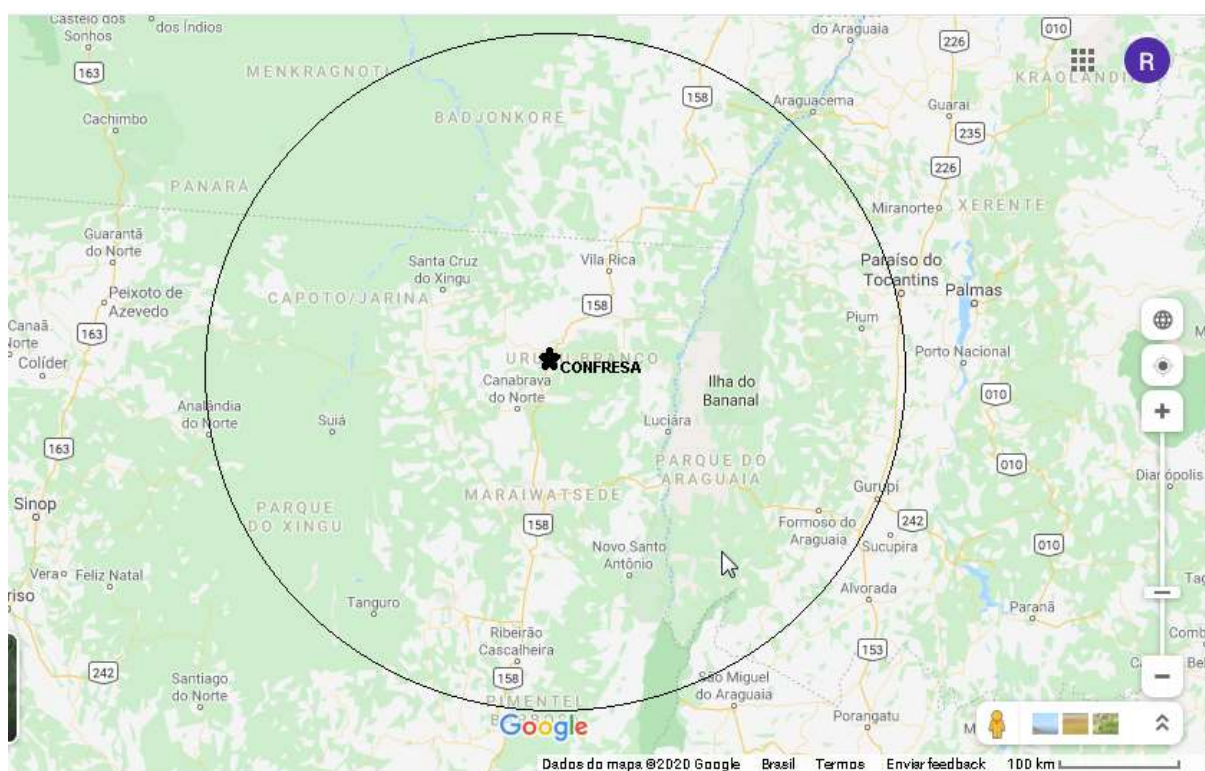 Castelo dos
Sonhos
dos Índios
do Araguaia
226
010
163
MENKRAGNOTI
R
KRAOLANDIA
158
Araguacema
Guaraí
Cachimbo
BADJONKORE
235
226
PANARÁ
Miranorte
XERENTE
Guarantã
do Norte
Santa Cruz
do Xingu
Vila Rica
Paraíso do
Tocantins
Palmas
Peixoto de
Azevedo
CAPOTO/JARINA
158
Pium
Canaã
Norte
163
Colíder
Porto Nacional
CONFRESA
Canabrava
do Norte
Ilha do
Bananal
010
Analândia
do Norte
Suiá
Luciára
163
PARQUE DO
ARAGUAIA
010
Dianópolis
Sinop
PARQUE
DO XINGU
MARAIWATSEDE
Gurupi
158
Formoso do
Araguaia
242
Sucupira
010
Novo Santo
Antônio
Vera
Feliz Natal
riso
Tanguro
Alvorada
Paranã
Ribeirão
Cascalheira
153
242
Santiago
do Norte
158
São Miguel
do Araguaia
PIMENTEL
Google
Porangatu
Dados do mapa ©2020 Google Brasil Termos Enviar feedback 100 km